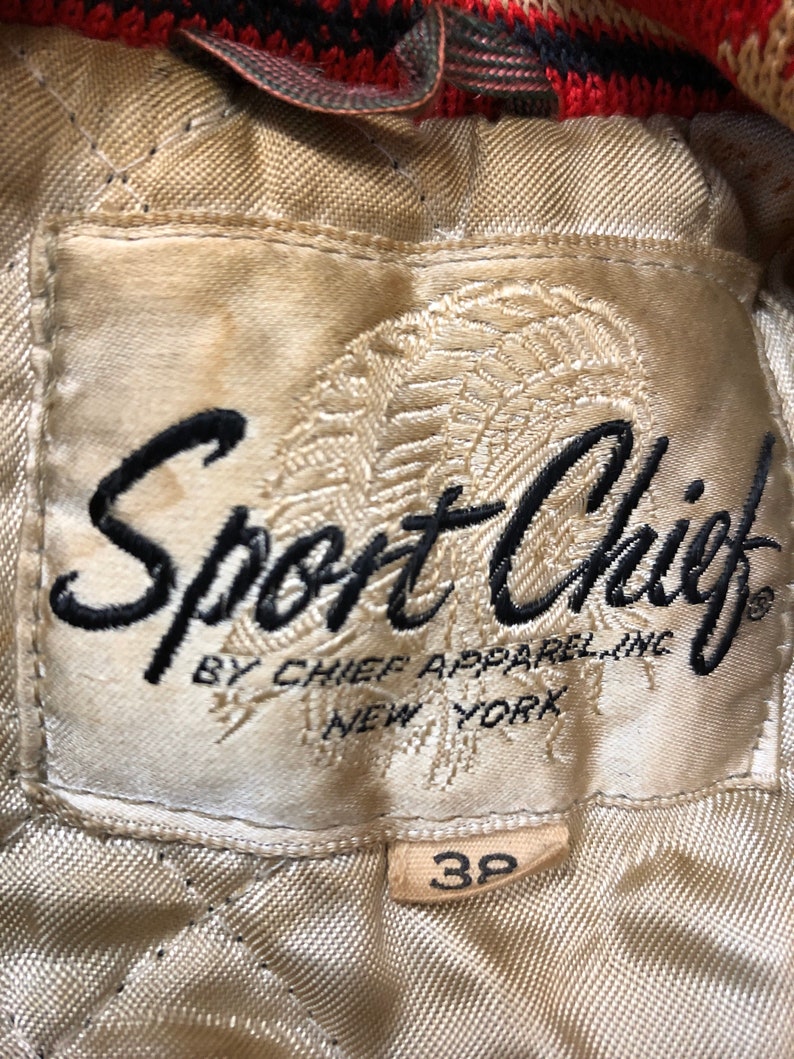 Sport Chief®
BY CHIEF APPAREL, INC
NEW YORK
38